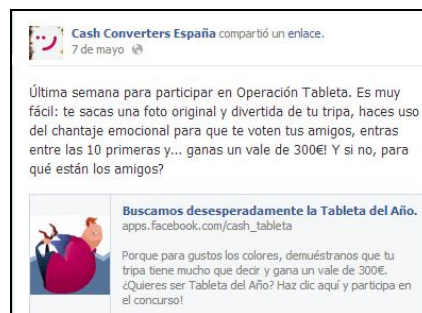 Cash Converters España compartió un enlace.
7 de mayo
Última semana para participar en Operación Tableta. Es muy
fácil: te sacas una foto original y divertida de tu tripa, haces uso
del chantaje emocional para que te voten tus amigos, entras
entre las 10 primeras y... ganas un vale de 300€! Y si no, para
qué están los amigos?
Buscamos desesperadamente la Tableta del Año.
apps.facebook.com/cash_tableta
Porque para gustos los colores, demuéstranos que tu
tripa tiene mucho que decir y gana un vale de 300€.
¿Quieres ser Tableta del Año? Haz clic aquí y participa en
el concurso!